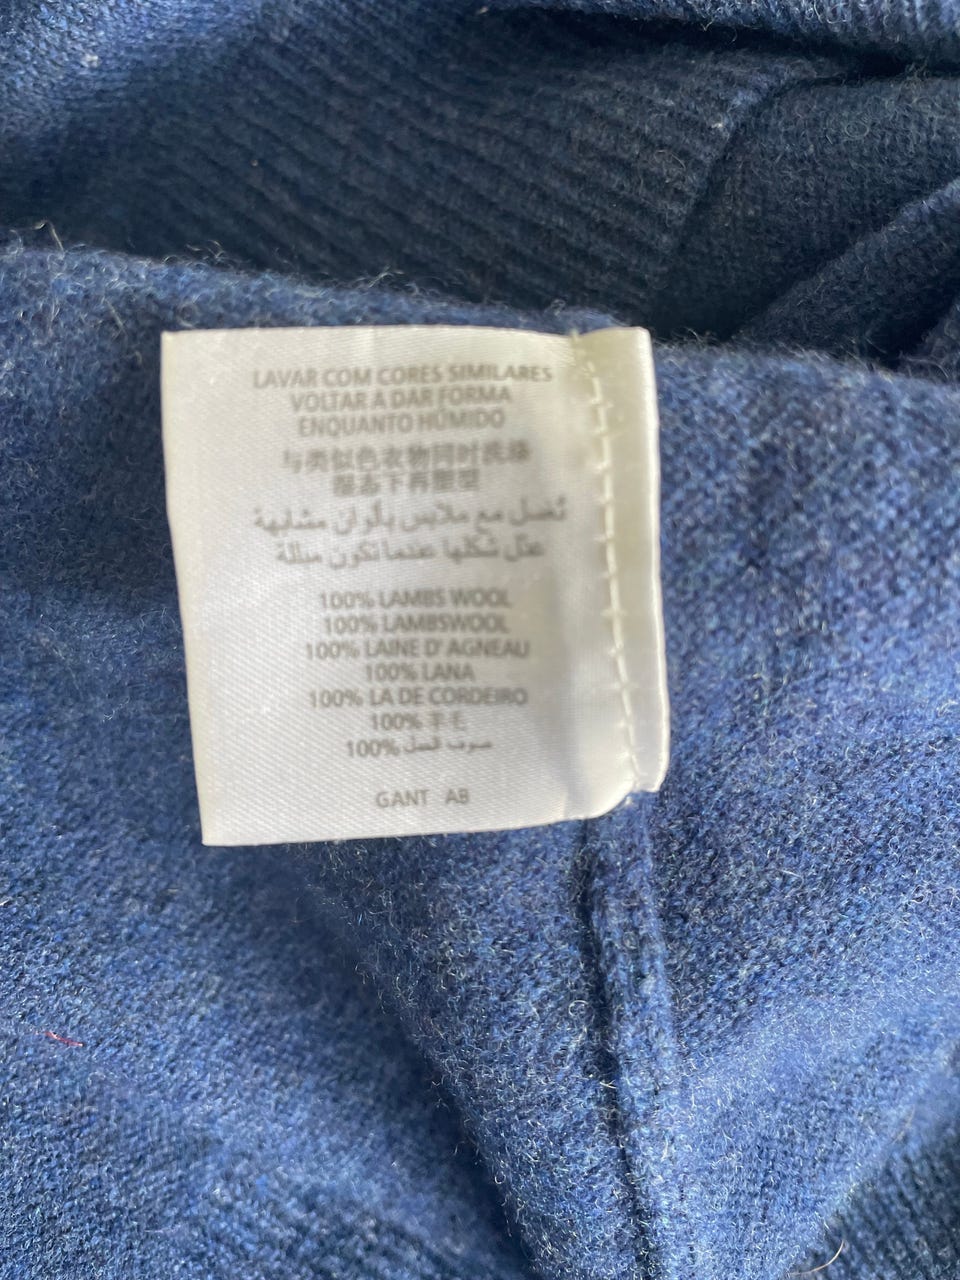 LAVAR COM CORES SIMILARES
VOLTAR A DAR FORMA
ENQUANTO HÚMIDO
与类似色衣物同时洗涤
湿态下再整型
تُغسل مع ملابس بألوان مشابهة
عدّل شكلها عندما تكون مبللة
100% LAMBS WOOL
100% LAMBSWOOL
100% LAINE D' AGNEAU
100% LANA
100% LA DE CORDEIRO
100% 羊毛
100% صوف الحمل
GANT AB